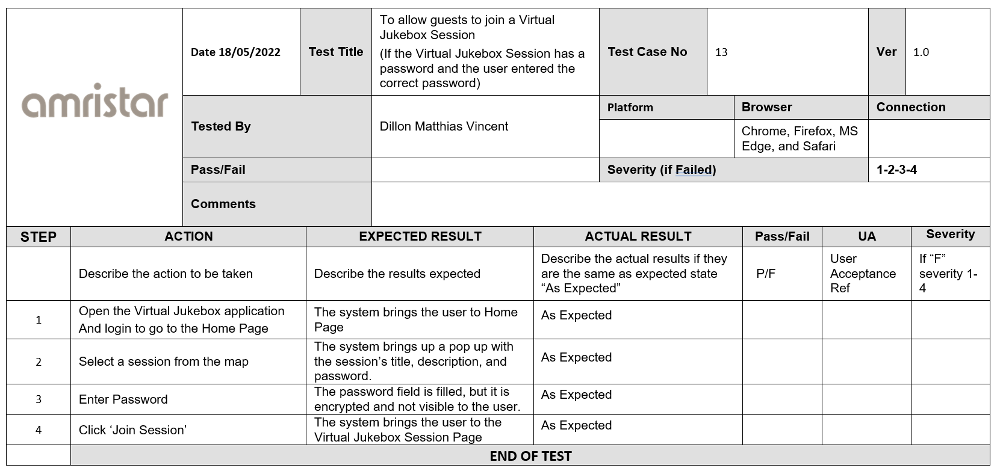 amristar
Date 18/05/2022
Test Title
To allow guests to join a Virtual
Jukebox Session
(If the Virtual Jukebox Session has a
password and the user entered the
correct password)
Test Case No
13
Ver
1.0
Tested By
Dillon Matthias Vincent
Platform
Browser
Connection
Chrome, Firefox, MS
Edge, and Safari
Pass/Fail
Severity (if Failed)
1-2-3-4
Comments
STEP
ACTION
EXPECTED RESULT
ACTUAL RESULT
Pass/Fail
UA
Severity
Describe the action to be taken
Describe the results expected
Describe the actual results if they
are the same as expected state
“As Expected”
P/F
User
Acceptance
Ref
If “F”
severity 1-
4
1
Open the Virtual Jukebox application
And login to go to the Home Page
The system brings the user to Home
Page
As Expected
2
Select a session from the map
The system brings up a pop up with
the session’s title, description, and
password.
As Expected
3
Enter Password
The password field is filled, but it is
encrypted and not visible to the user.
As Expected
4
Click ‘Join Session’
The system brings the user to the
Virtual Jukebox Session Page
As Expected
END OF TEST